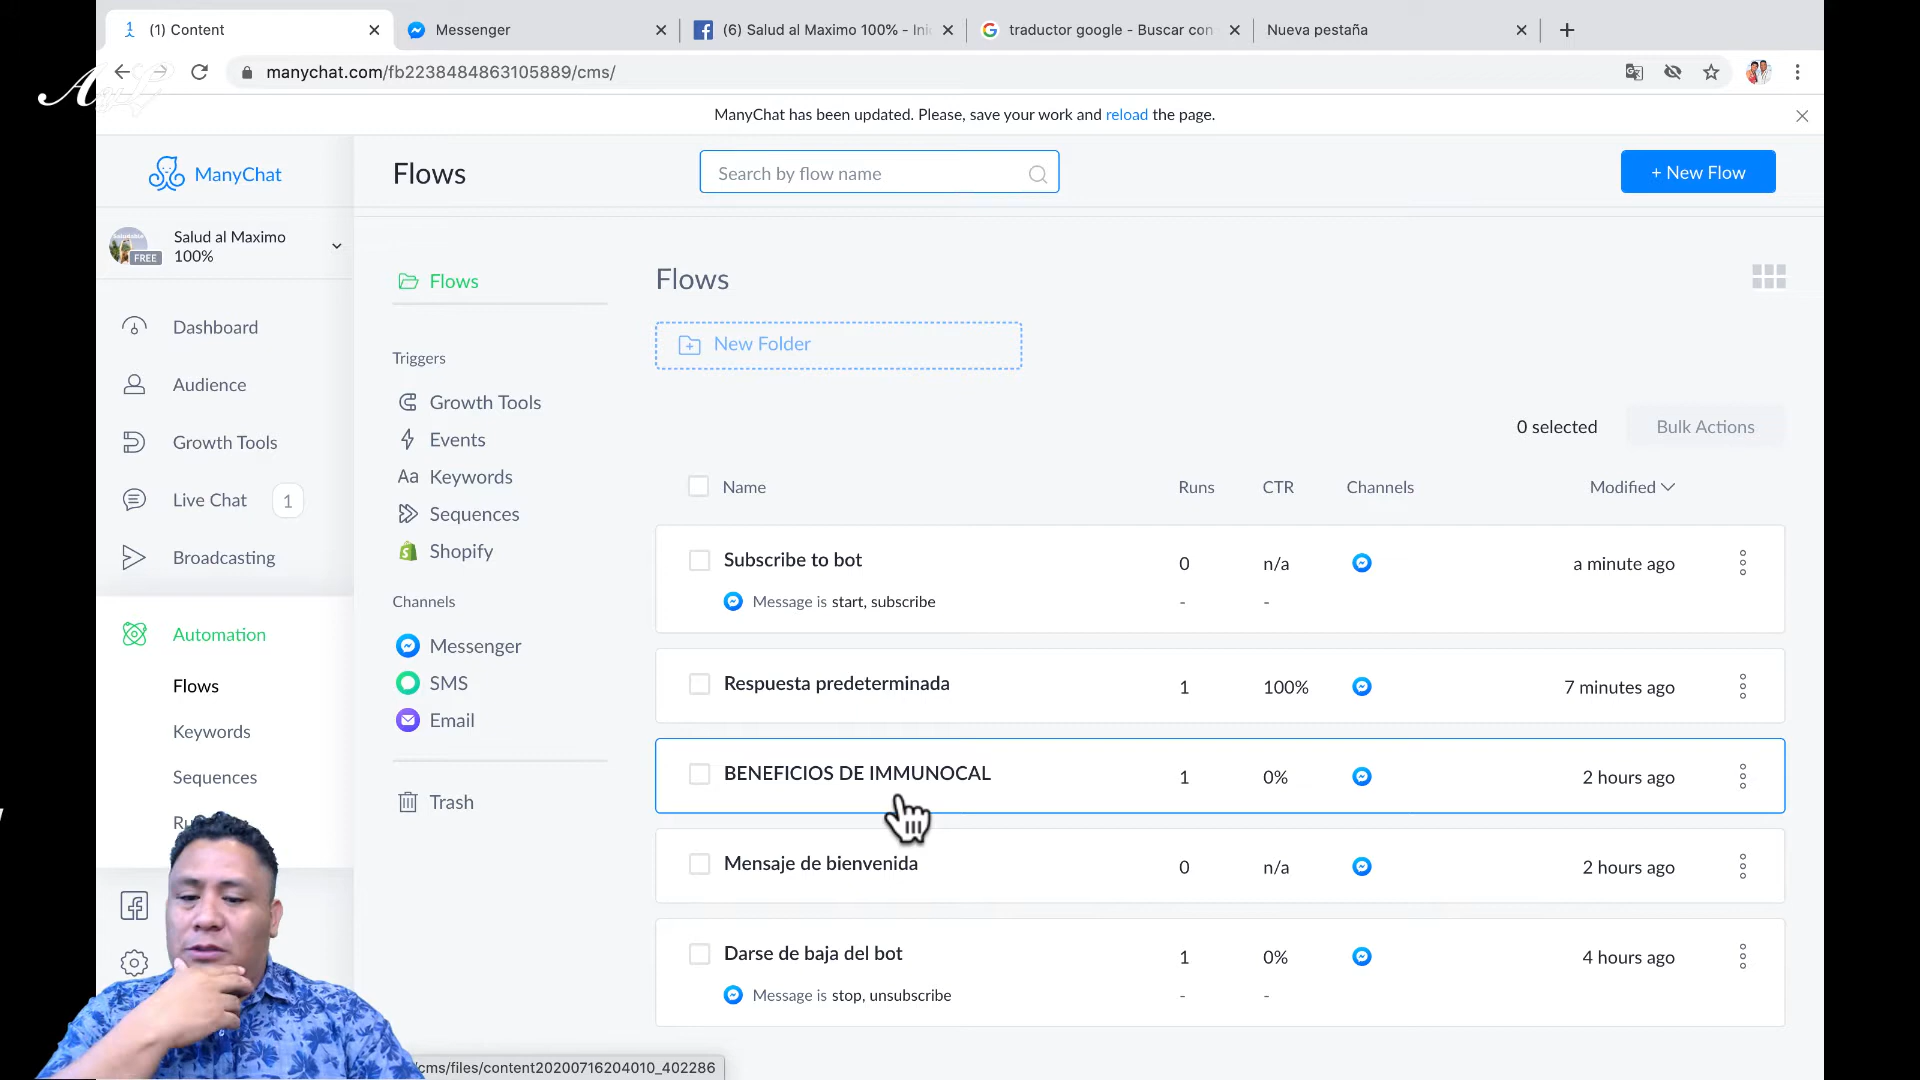 (1) Content
Messenger
(6) Salud al Maximo 100% - Ini
traductor google - Buscar con
Nueva pestaña
manychat.com/fb2238484863105889/cms/
ManyChat has been updated. Please, save your work and reload the page.
ManyChat
Flows
Search by flow name
+ New Flow
Salud al Maximo
100%
FREE
Dashboard
Audience
Growth Tools
Live Chat 1
Broadcasting
Automation
Flows
Keywords
Sequences
Flows
Triggers
Growth Tools
Events
Aa Keywords
Sequences
Shopify
Channels
Messenger
SMS
Email
Trash
Flows
New Folder
0 selected
Bulk Actions
Name Runs CTR Channels Modified
Subscribe to bot 0 n/a a minute ago
Message is start, subscribe - -
Respuesta predeterminada 1 100% 7 minutes ago
BENEFICIOS DE IMMUNOCAL 1 0% 2 hours ago
Mensaje de bienvenida 0 n/a 2 hours ago
Darse de baja del bot 1 0% 4 hours ago
Message is stop, unsubscribe - -
cms/files/content20200716204010_402286